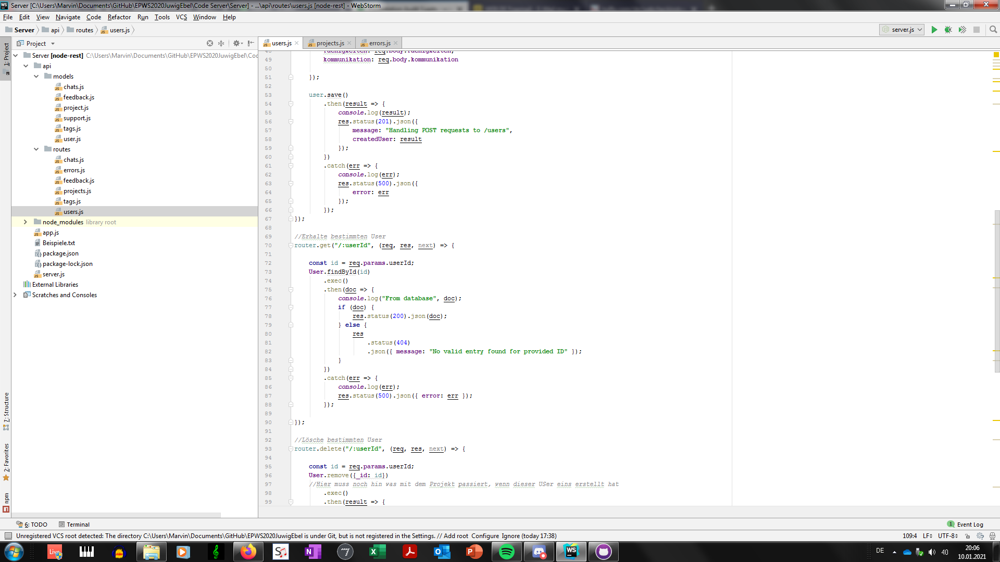 Server [C:\Users\Marvin\Documents\GitHub\EPWS2020JuwigEbel\Code Server\Server] - ...\api\routes\users.js [node-rest] - WebStorm
File Edit View Navigate Code Refactor Run Tools VCS Window Help
Server api routes users.js server.js
Project
users.js projects.js errors.js
1: Project
Server [node-rest] C:\Users\Marvin\Documents\GitHub\EPWS2020JuwigEbel\Coc
api
models
chats.js
feedback.js
project.js
support.js
tags.js
user.js
routes
chats.js
errors.js
feedback.js
projects.js
tags.js
users.js
node_modules library root
app.js
Beispiele.txt
package.json
package-lock.json
server.js
External Libraries
Scratches and Consoles
7: Structure
2: Favorites
npm
48 faehigkeiten: req.body.faehigkeiten,
49 kommunikation: req.body.kommunikation
50
51 });
52
53 user.save()
54 .then(result => {
55 console.log(result);
56 res.status(201).json({
57 message: "Handling POST requests to /users",
58 createdUser: result
59 });
60 })
61 .catch(err => {
62 console.log(err);
63 res.status(500).json({
64 error: err
65 });
66 });
67 });
68
69 //Erhalte bestimmten User
70 router.get("/:userId", (req, res, next) => {
71
72 const id = req.params.userId;
73 User.findById(id)
74 .exec()
75 .then(doc => {
76 console.log("From database", doc);
77 if (doc) {
78 res.status(200).json(doc);
79 } else {
80 res
81 .status(404)
82 .json({ message: "No valid entry found for provided ID" });
83 }
84 })
85 .catch(err => {
86 console.log(err);
87 res.status(500).json({ error: err });
88 });
89
90 });
91
92 //Lösche bestimmten User
93 router.delete("/:userId", (req, res, next) => {
94
95 const id = req.params.userId;
96 User.remove({_id: id})
97 //Hier muss noch hin was mit dem Projekt passiert, wenn dieser USer eins erstellt hat
98 .exec()
99 .then(result => {
6: TODO Terminal 1 Event Log
Unregistered VCS root detected: The directory C:\Users\Marvin\Documents\GitHub\EPWS2020JuwigEbel is under Git, but is not registered in the Settings. // Add root Configure Ignore (today 17:38) 109:4 LF UTF-8
DE 40 20:06
10.01.2021